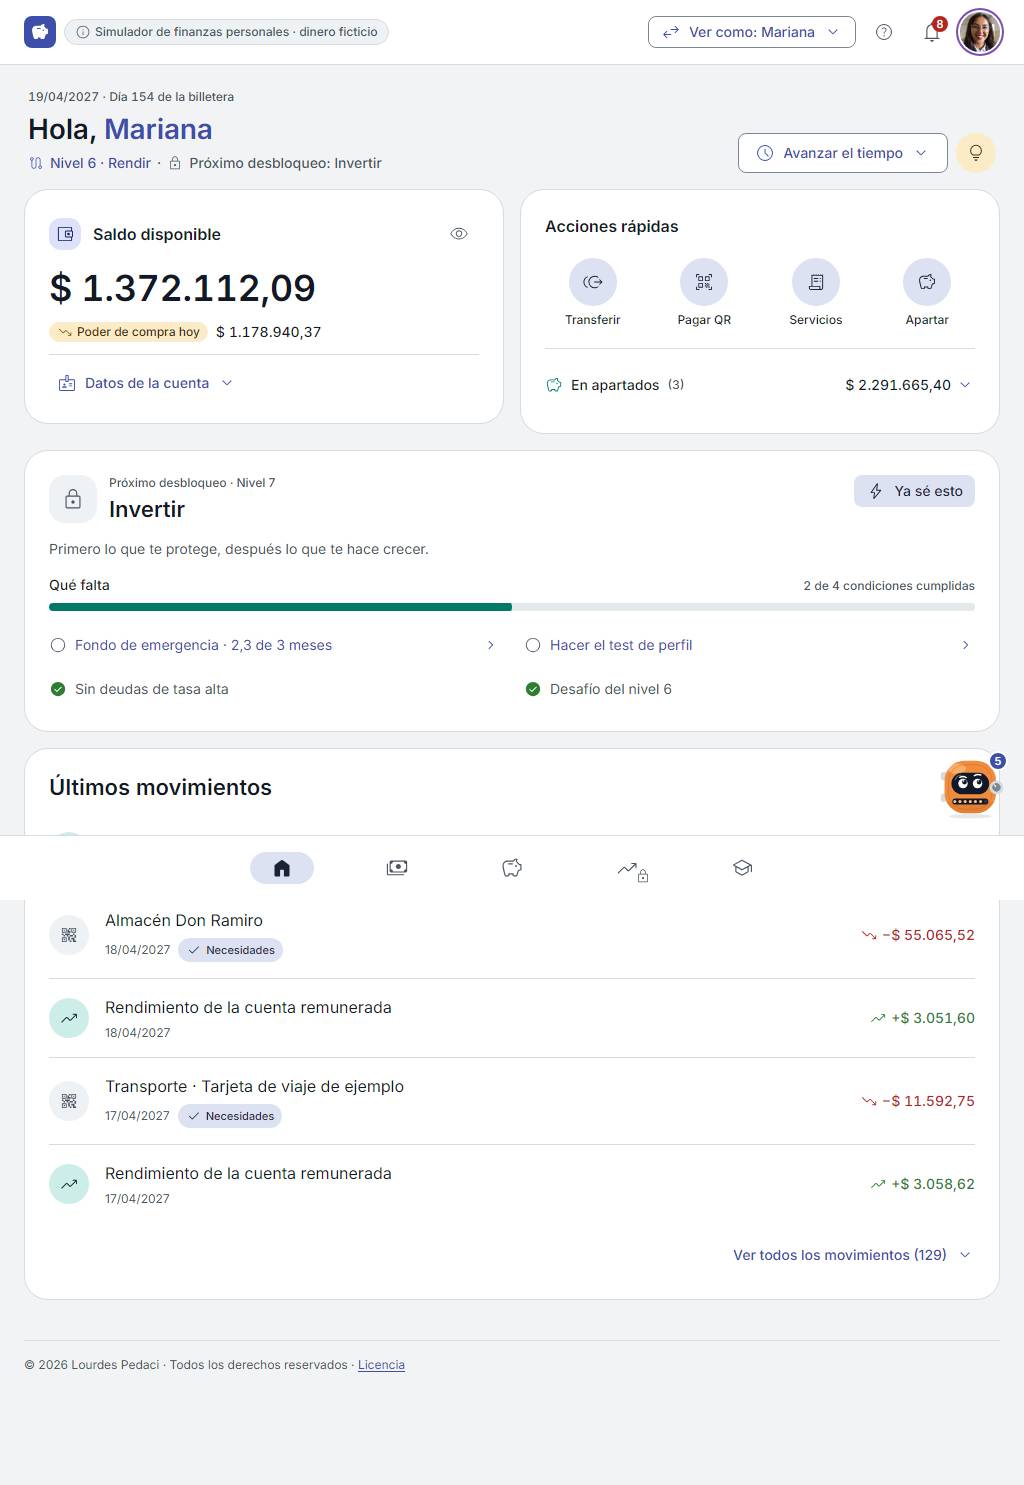 Simulador de finanzas personales · dinero ficticio
Ver como: Mariana
8
19/04/2027 · Día 154 de la billetera
Hola, Mariana
Nivel 6 · Rendir · Próximo desbloqueo: Invertir
Avanzar el tiempo
Saldo disponible
$ 1.372.112,09
Poder de compra hoy $ 1.178.940,37
Datos de la cuenta
Acciones rápidas
Transferir
Pagar QR
Servicios
Apartar
En apartados (3)
$ 2.291.665,40
Próximo desbloqueo · Nivel 7
Invertir
Ya sé esto
Primero lo que te protege, después lo que te hace crecer.
Qué falta
2 de 4 condiciones cumplidas
Fondo de emergencia · 2,3 de 3 meses
Hacer el test de perfil
Sin deudas de tasa alta
Desafío del nivel 6
Últimos movimientos
5
Almacén Don Ramiro
18/04/2027 Necesidades
−$ 55.065,52
Rendimiento de la cuenta remunerada
18/04/2027
+$ 3.051,60
Transporte · Tarjeta de viaje de ejemplo
17/04/2027 Necesidades
−$ 11.592,75
Rendimiento de la cuenta remunerada
17/04/2027
+$ 3.058,62
Ver todos los movimientos (129)
© 2026 Lourdes Pedaci · Todos los derechos reservados · Licencia